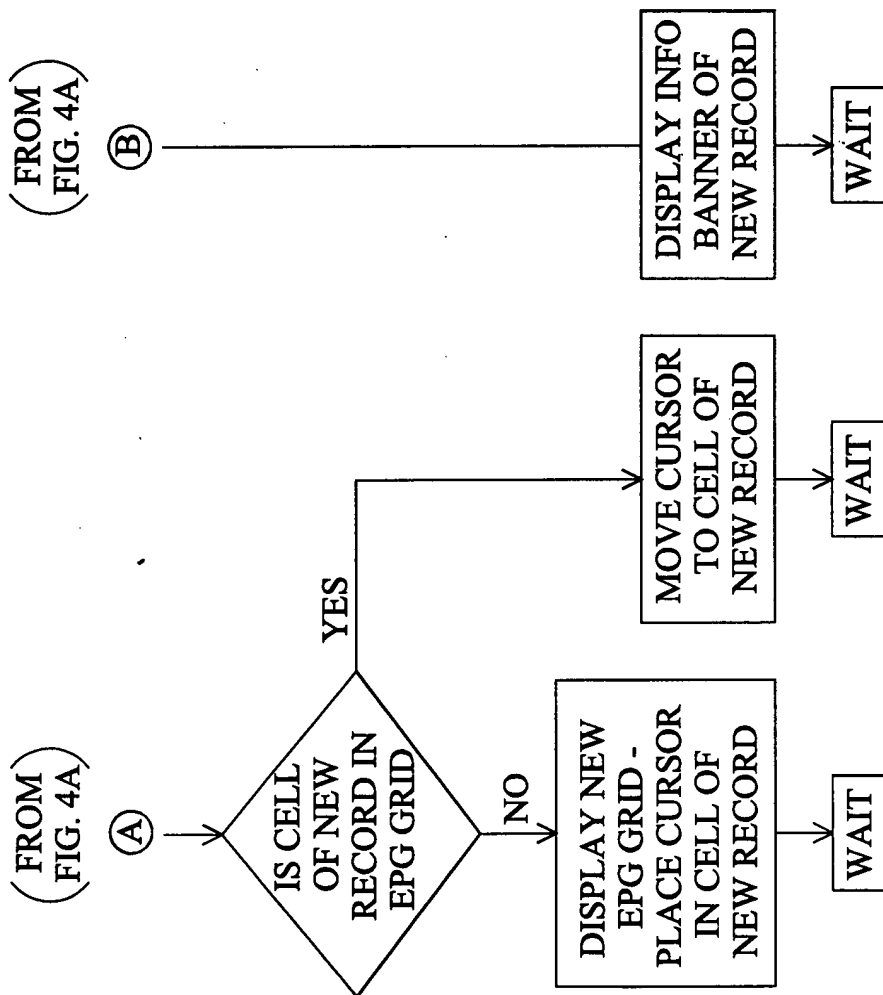 (FROM
FIG. 4A)
A
IS CELL
OF NEW
RECORD IN
EPG GRID
YES
NO
DISPLAY NEW
EPG GRID -
PLACE CURSOR
IN CELL OF
NEW RECORD
WAIT
MOVE CURSOR
TO CELL OF
NEW RECORD
WAIT
(FROM
FIG. 4A)
B
DISPLAY INFO
BANNER OF
NEW RECORD
WAIT